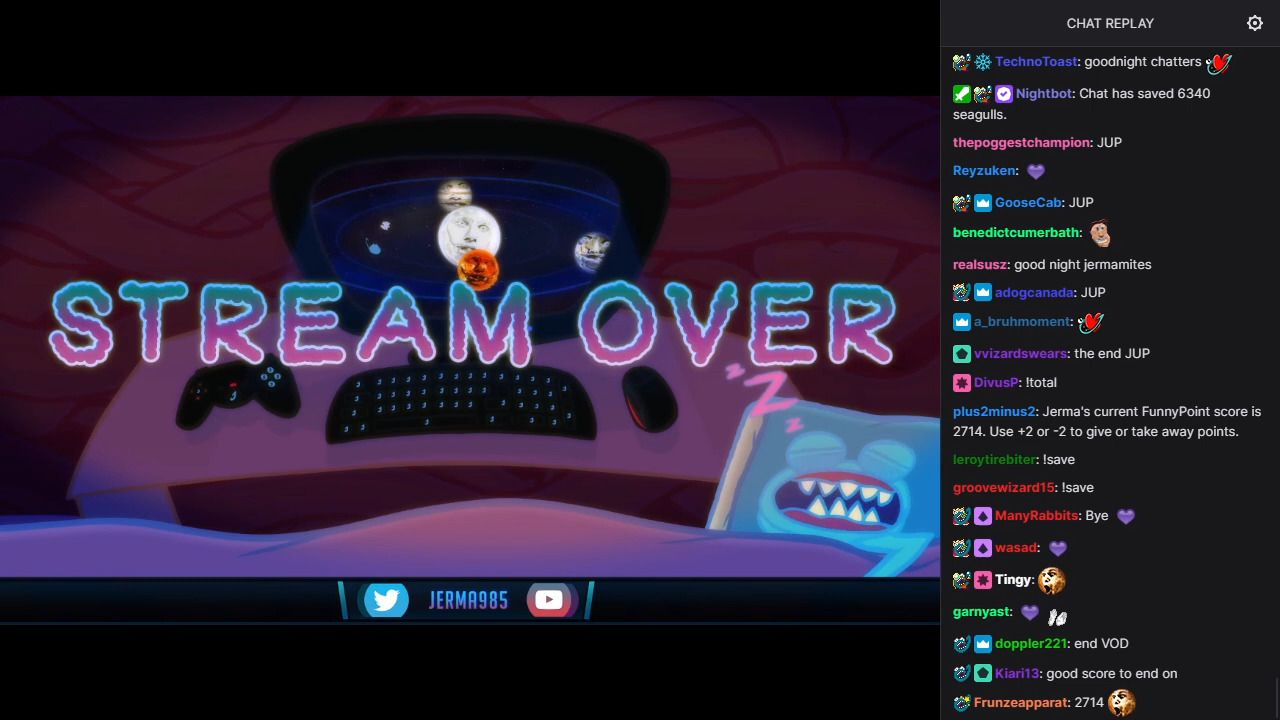 CHAT REPLAY
TechnoToast: goodnight chatters
Nightbot: Chat has saved 6340
seagulls.
thepoggestchampion: JUP
Reyzuken:
GooseCab: JUP
benedictcumerbath:
realsusz: good night jermamites
adogcanada: JUP
a_bruhmoment:
vvizardswears: the end JUP
DivusP: !total
plus2minus2: Jerma's current FunnyPoint score is
2714. Use +2 or -2 to give or take away points.
leroytirebiter: !save
groovewizard15: !save
ManyRabbits: Bye
wasad:
Tingy:
garnyast:
doppler221: end VOD
Kiari13: good score to end on
Frunzeapparat: 2714
STREAM OVER
z Z z
JERMA985